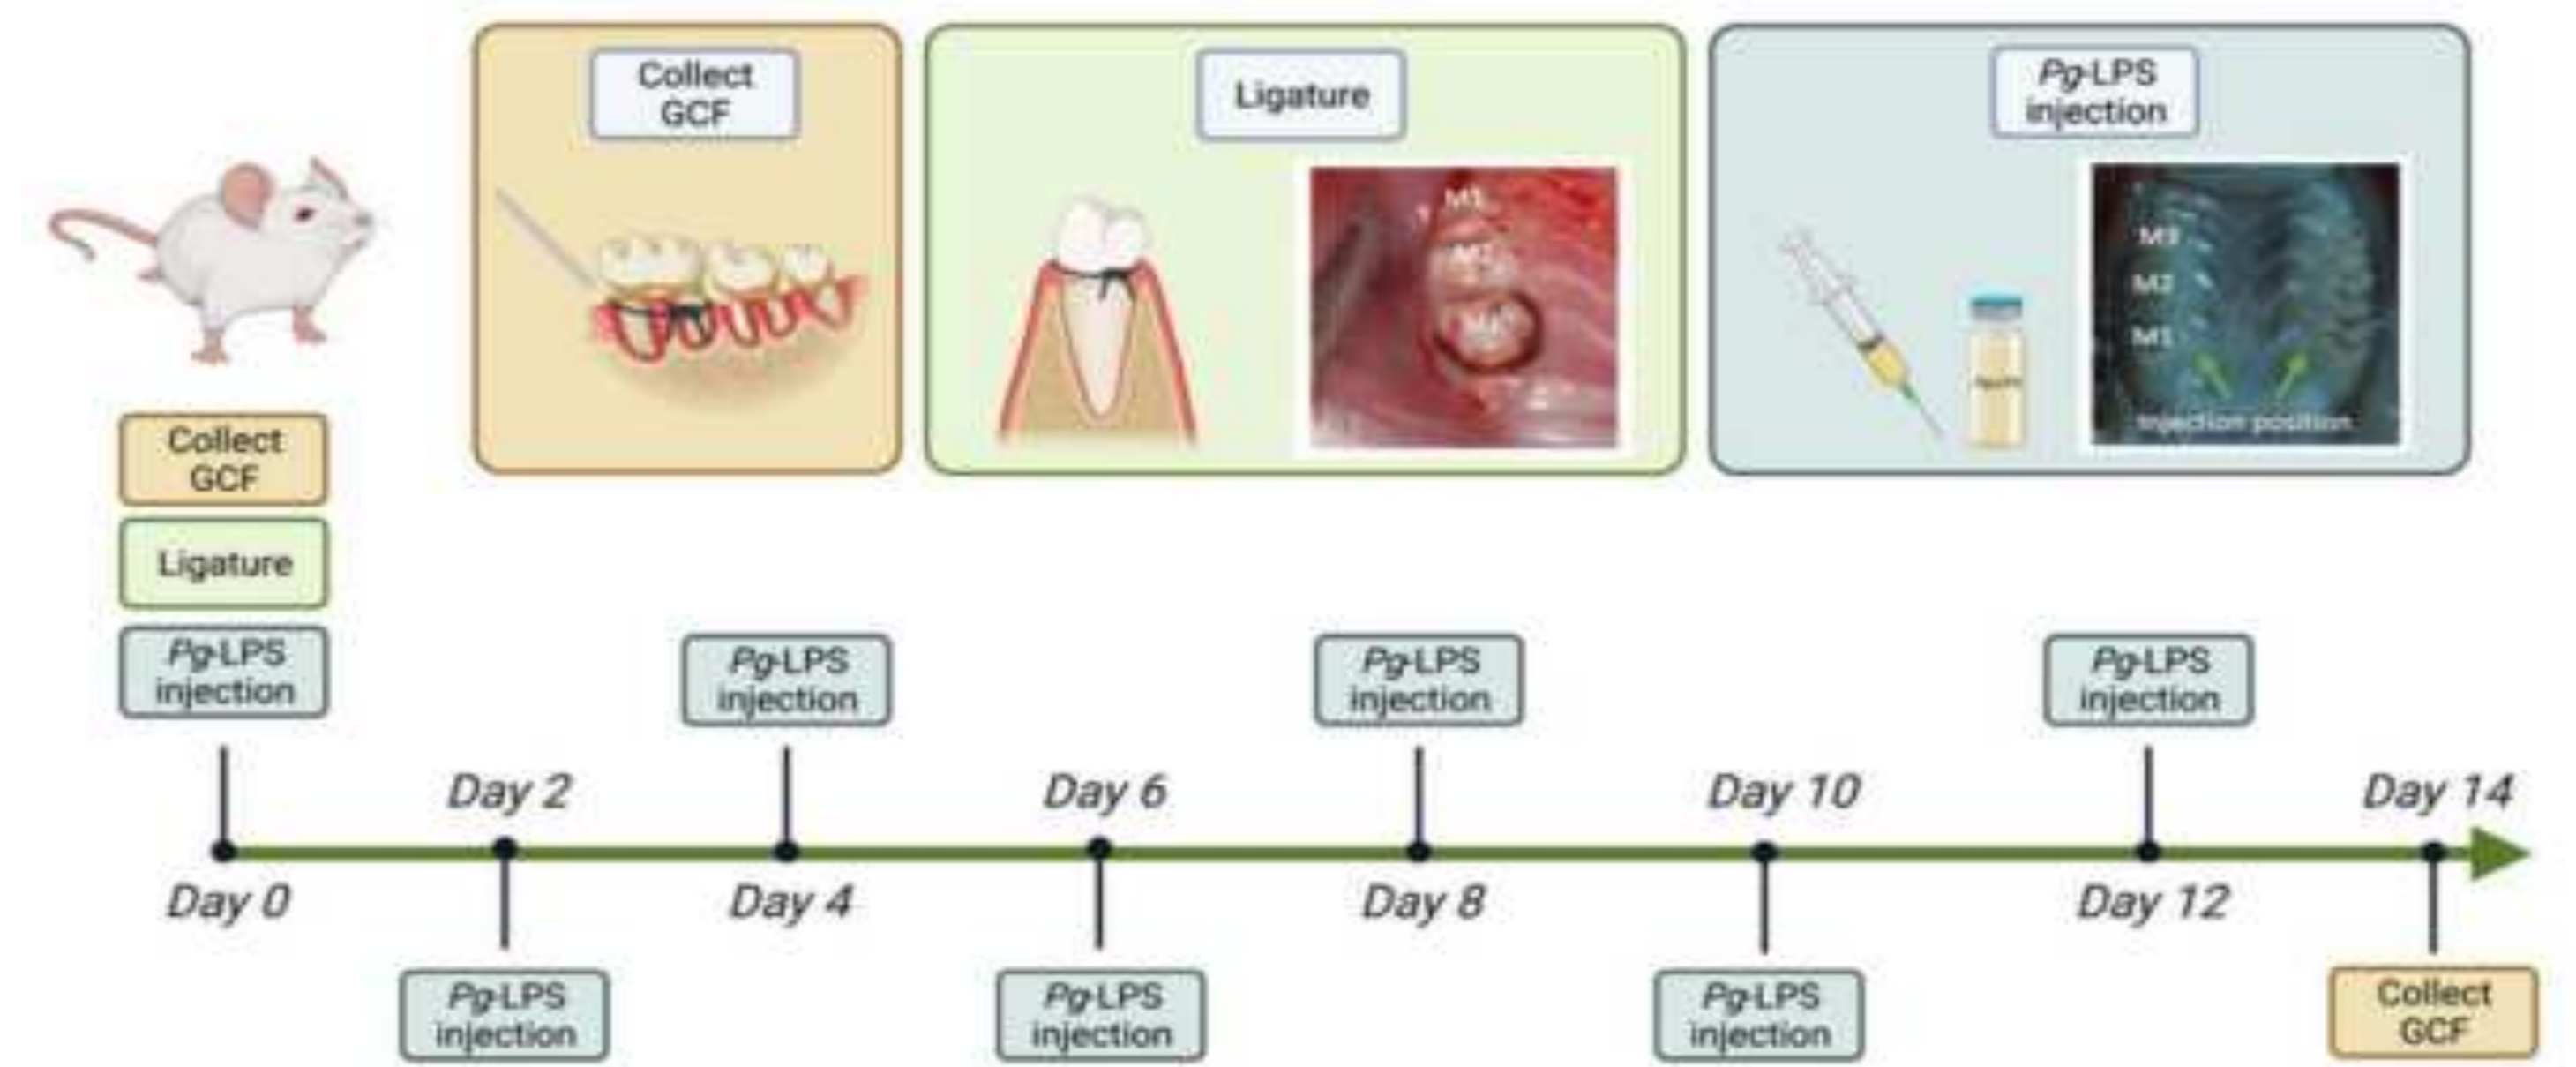 Collect
GCF
Ligature
Pg-LPS
injection
M3
M2
M1
Injection position
Collect
GCF
Ligature
Pg-LPS
injection
Pg-LPS
injection
Pg-LPS
injection
Pg-LPS
injection
Day 2
Day 6
Day 10
Day 14
Day 0
Day 4
Day 8
Day 12
Pg-LPS
injection
Pg-LPS
injection
Pg-LPS
injection
Collect
GCF